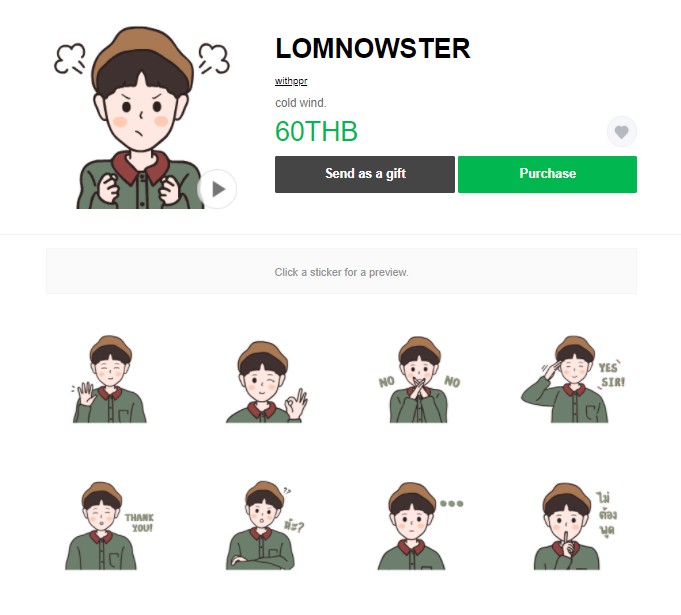 LOMNOWSTER
withppr
cold wind.
60THB
Send as a gift
Purchase
Click a sticker for a preview.
NO
NO
YES
SIR!
THANK
YOU!
??
ห้ะ?
ไม่
ต้อง
พูด